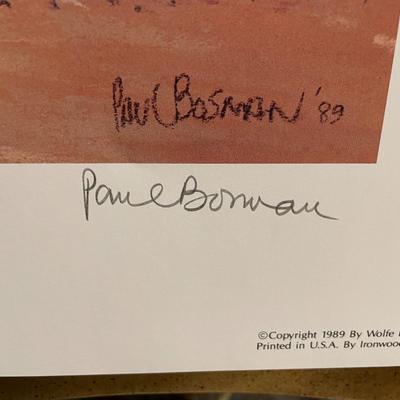 Paul Bosman '89
Paul Bosman
©Copyright 1989 By Wolfe
Printed in U.S.A. By Ironwood